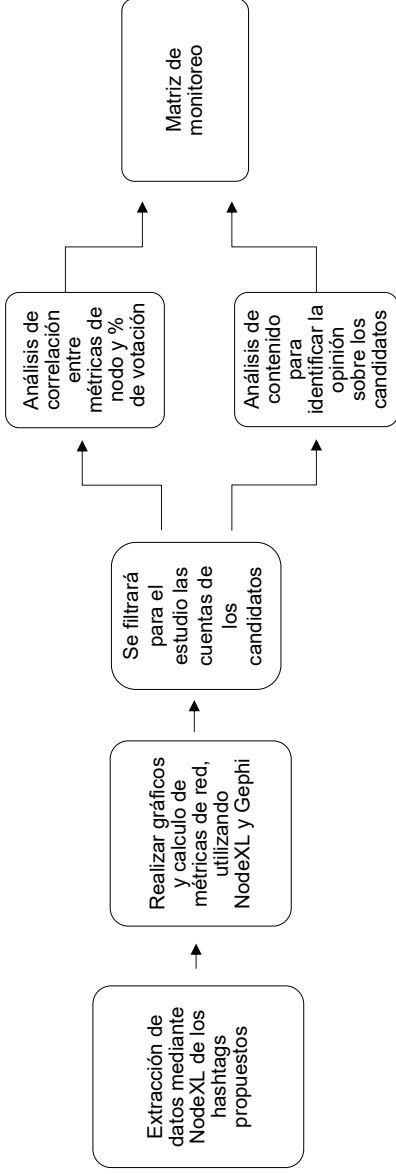 Extracción de
datos mediante
NodeXL de los
hashtags
propuestos
Realizar gráficos
y calculo de
métricas de red,
utilizando
NodeXL y Gephi
Se filtrará
para el
estudio las
cuentas de
los
candidatos
Análisis de
correlación
entre
métricas de
nodo y %
de votación
Análisis de
contenido
para
identificar la
opinión
sobre los
candidatos
Matriz de
monitoreo